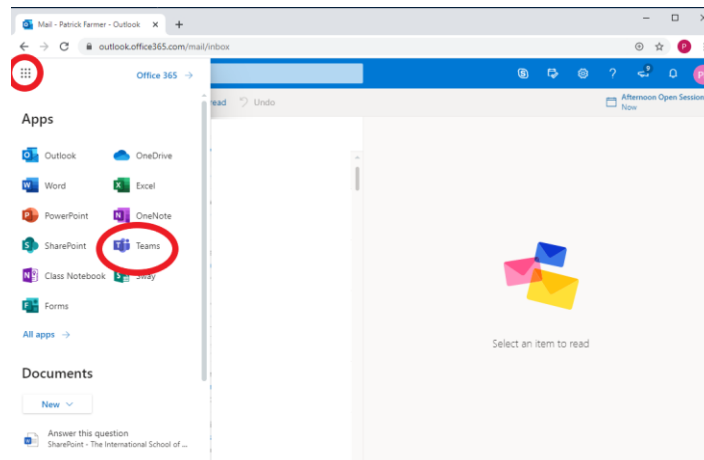 Mail - Patrick Farmer - Outlook
outlook.office365.com/mail/inbox
P
Office 365 →
?
Apps
Outlook
OneDrive
Word
Excel
PowerPoint
OneNote
SharePoint
Teams
Class Notebook
Sway
Forms
All apps →
Documents
New
Answer this question
SharePoint - The International School of ...
Undo
Afternoon Open Session
Now
Select an item to read